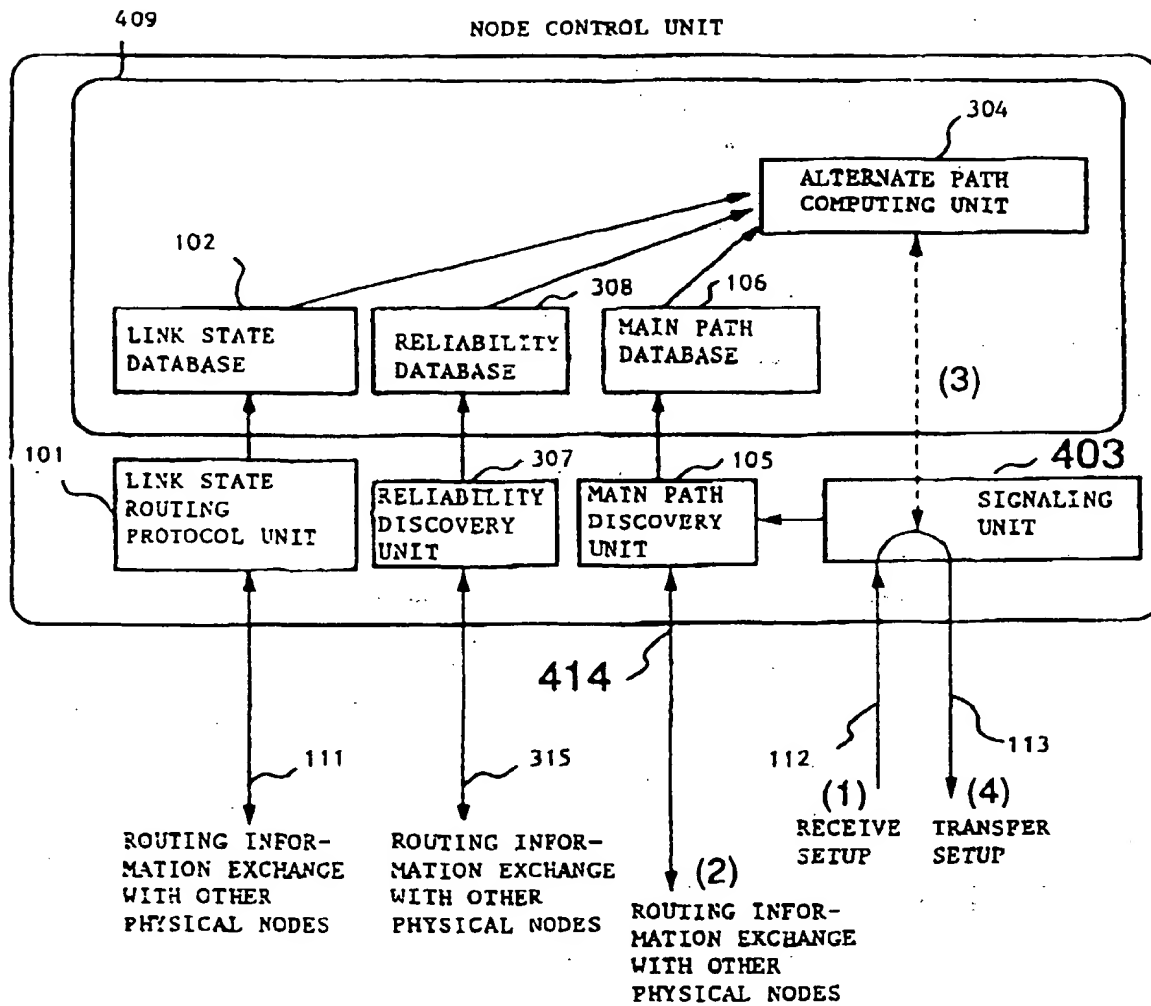 409
NODE CONTROL UNIT
304
ALTERNATE PATH
COMPUTING UNIT
102
308
106
LINK STATE
DATABASE
RELIABILITY
DATABASE
MAIN PATH
DATABASE
(3)
101
307
105
403
LINK STATE
ROUTING
PROTOCOL UNIT
RELIABILITY
DISCOVERY
UNIT
MAIN PATH
DISCOVERY
UNIT
SIGNALING
UNIT
414
111
315
112
113
(1)
RECEIVE
SETUP
(4)
TRANSFER
SETUP
ROUTING INFOR-
MATION EXCHANGE
WITH OTHER
PHYSICAL NODES
ROUTING INFOR-
MATION EXCHANGE
WITH OTHER
PHYSICAL NODES
(2)
ROUTING INFOR-
MATION EXCHANGE
WITH OTHER
PHYSICAL NODES